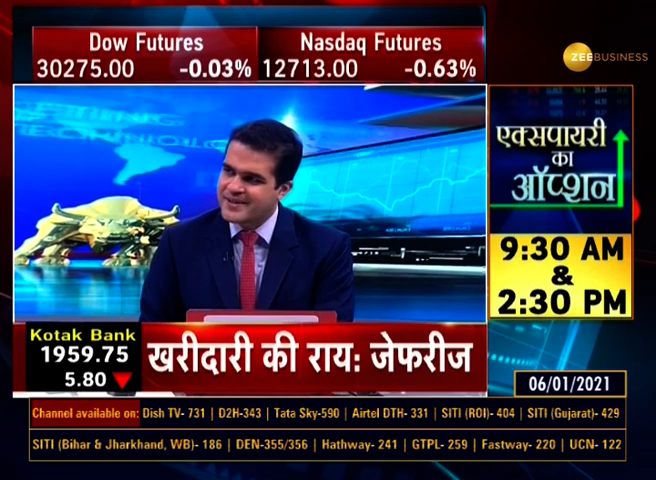 Dow Futures
30275.00 -0.03%
Nasdaq Futures
12713.00 -0.63%
ZEEBUSINESS
एक्सपायरी
का
ऑप्शन
9:30 AM
&
2:30 PM
Kotak Bank
1959.75
5.80
खरीदारी की राय: जेफरीज
06/01/2021
Channel available on: Dish TV- 731 | D2H-343 | Tata Sky-590 | Airtel DTH- 331 | SITI (ROI)- 404 | SITI (Gujarat)- 429
SITI (Bihar & Jharkhand, WB)- 186 | DEN-355/356 | Hathway- 241 | GTPL- 259 | Fastway- 220 | UCN- 122